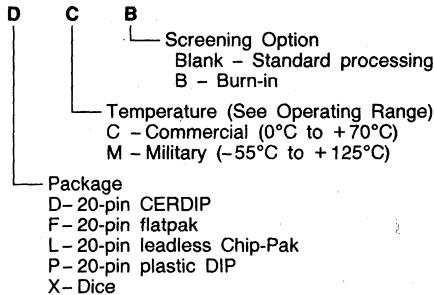 D C B
Screening Option
Blank – Standard processing
B – Burn-in
Temperature (See Operating Range)
C – Commercial (0°C to +70°C)
M – Military (–55°C to +125°C)
Package
D – 20-pin CERDIP
F – 20-pin flatpak
L – 20-pin leadless Chip-Pak
P – 20-pin plastic DIP
X – Dice